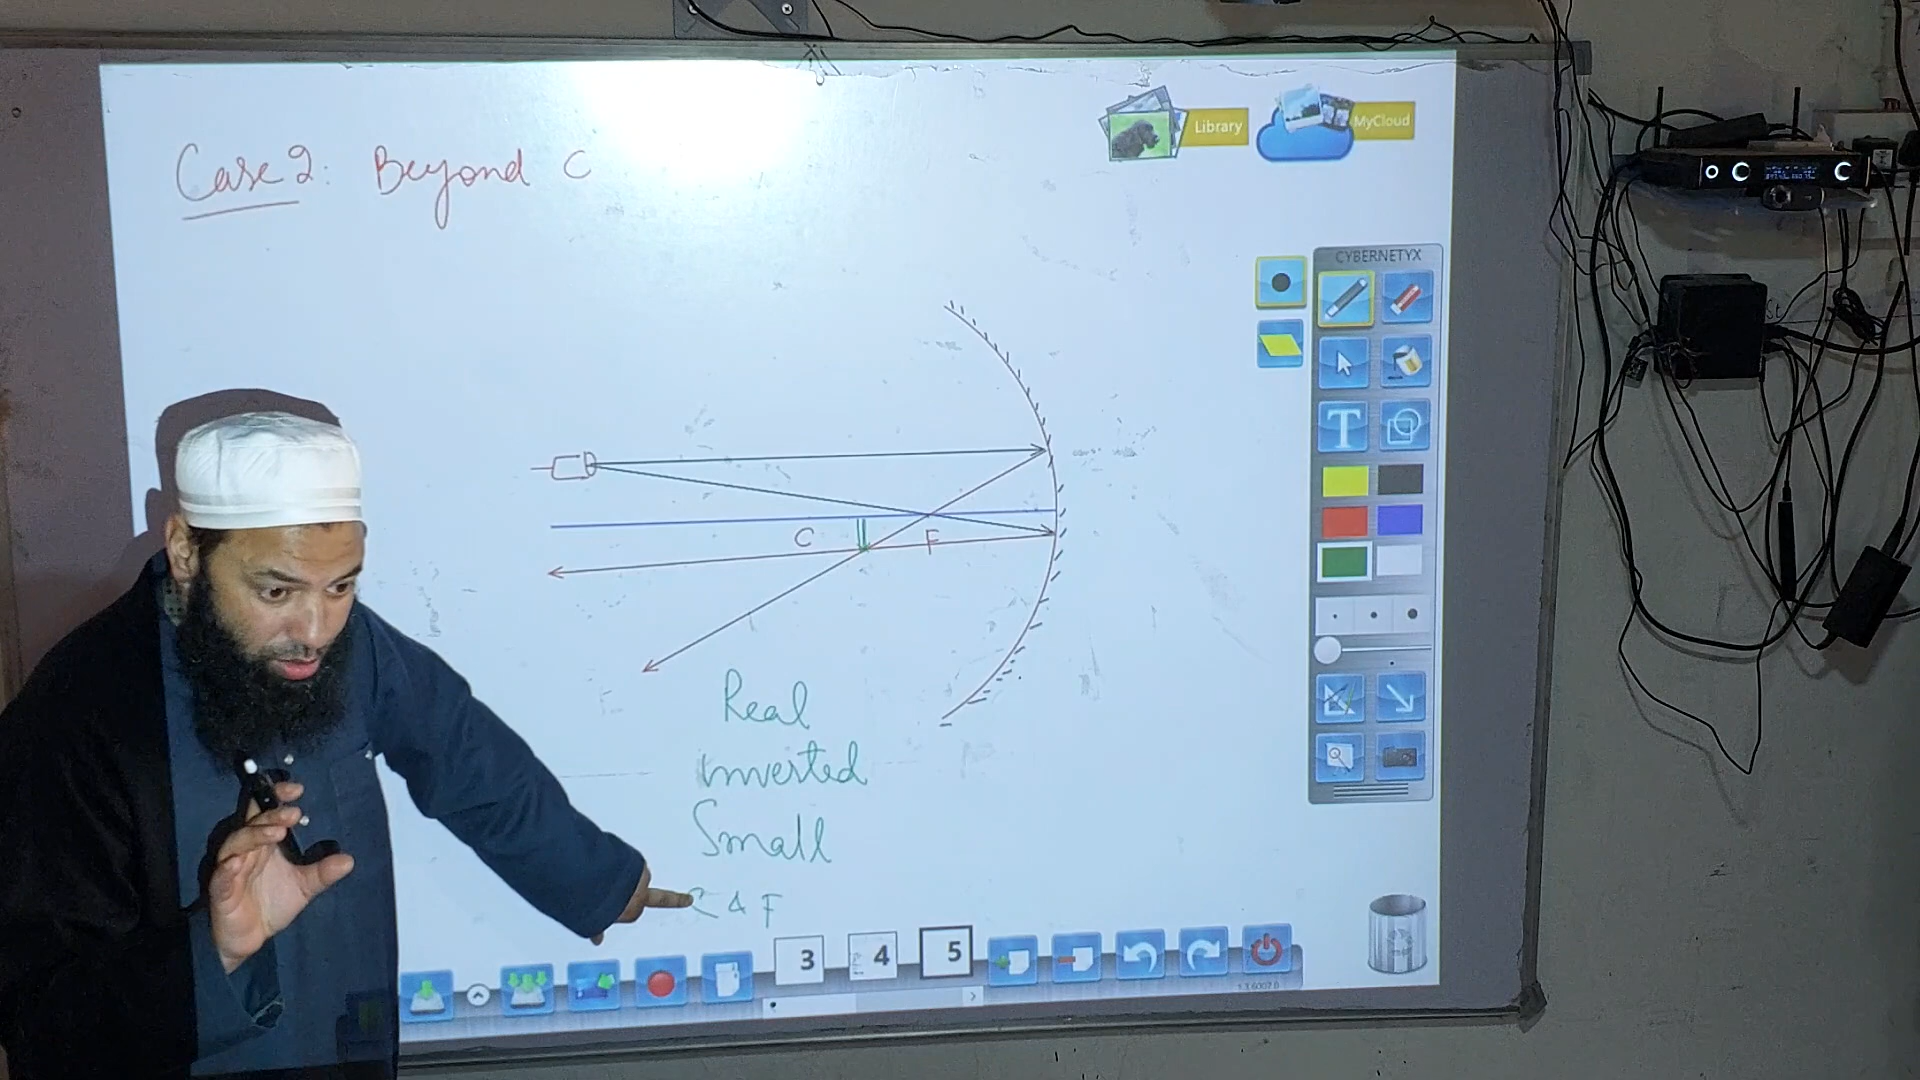 Case 2: Beyond C
Library
MyCloud
CYBERNETYX
T
C
F
Real
inverted
Small
C & F
3
4
5